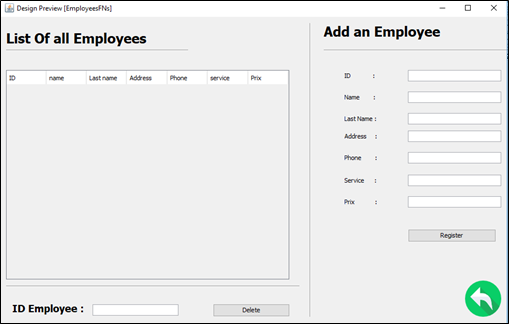 Design Preview [EmployeesFNs]
List Of all Employees
ID name Last name Address Phone service Prix
ID Employee : Delete
Add an Employee
ID :
Name :
Last Name :
Address :
Phone :
Service :
Prix :
Register